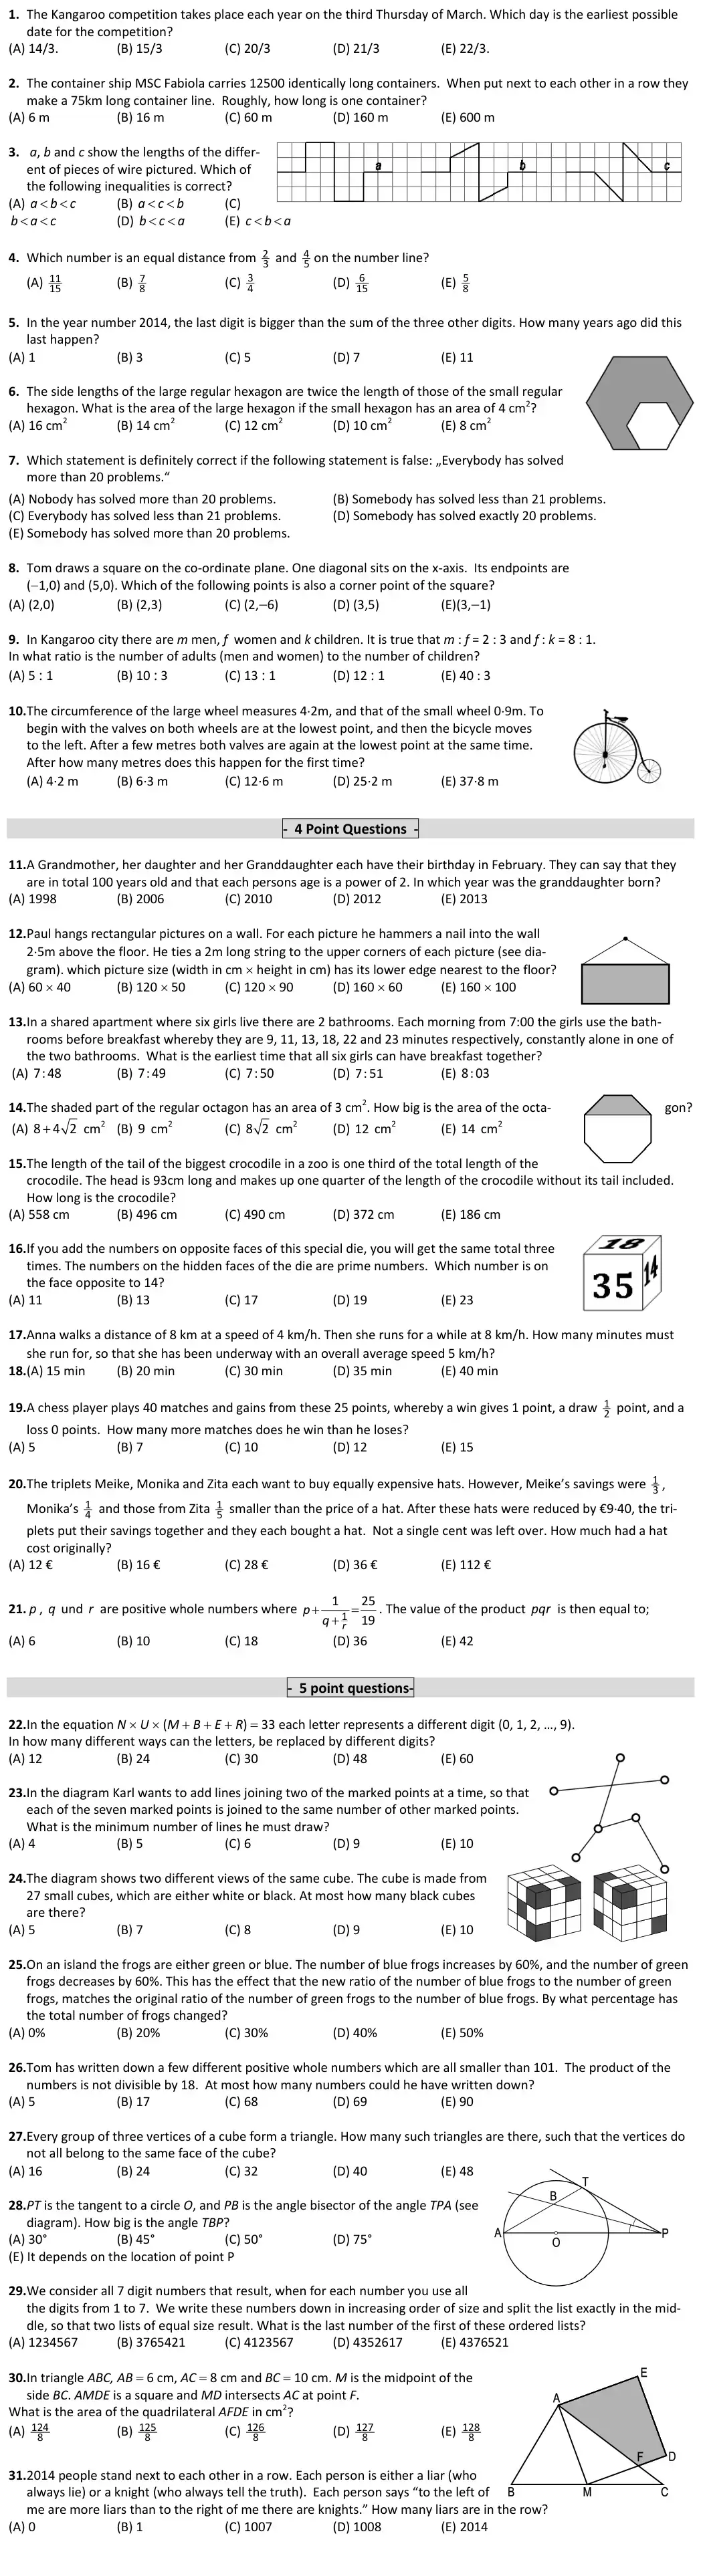 1. The Kangaroo competition takes place each year on the third Thursday of March. Which day is the earliest possible
date for the competition?
(A) 14/3. (B) 15/3 (C) 20/3 (D) 21/3 (E) 22/3.
2. The container ship MSC Fabiola carries 12500 identically long containers. When put next to each other in a row they
make a 75km long container line. Roughly, how long is one container?
(A) 6 m (B) 16 m (C) 60 m (D) 160 m (E) 600 m
3. a, b and c show the lengths of the differ-
ent of pieces of wire pictured. Which of
the following inequalities is correct?
a b c
(A) a<b<c (B) a<c<b (C)
b<a<c (D) b<c<a (E) c<b<a
4. Which number is an equal distance from 2/3 and 4/5 on the number line?
(A) 11/15 (B) 7/8 (C) 3/4 (D) 6/15 (E) 5/8
5. In the year number 2014, the last digit is bigger than the sum of the three other digits. How many years ago did this
last happen?
(A) 1 (B) 3 (C) 5 (D) 7 (E) 11
6. The side lengths of the large regular hexagon are twice the length of those of the small regular
hexagon. What is the area of the large hexagon if the small hexagon has an area of 4 cm²?
(A) 16 cm² (B) 14 cm² (C) 12 cm² (D) 10 cm² (E) 8 cm²
7. Which statement is definitely correct if the following statement is false: „Everybody has solved
more than 20 problems.“
(A) Nobody has solved more than 20 problems. (B) Somebody has solved less than 21 problems.
(C) Everybody has solved less than 21 problems. (D) Somebody has solved exactly 20 problems.
(E) Somebody has solved more than 20 problems.
8. Tom draws a square on the co-ordinate plane. One diagonal sits on the x-axis. Its endpoints are
(−1,0) and (5,0). Which of the following points is also a corner point of the square?
(A) (2,0) (B) (2,3) (C) (2,−6) (D) (3,5) (E)(3,−1)
9. In Kangaroo city there are m men, f women and k children. It is true that m : f = 2 : 3 and f : k = 8 : 1.
In what ratio is the number of adults (men and women) to the number of children?
(A) 5 : 1 (B) 10 : 3 (C) 13 : 1 (D) 12 : 1 (E) 40 : 3
10.The circumference of the large wheel measures 4·2m, and that of the small wheel 0·9m. To
begin with the valves on both wheels are at the lowest point, and then the bicycle moves
to the left. After a few metres both valves are again at the lowest point at the same time.
After how many metres does this happen for the first time?
(A) 4·2 m (B) 6·3 m (C) 12·6 m (D) 25·2 m (E) 37·8 m
- 4 Point Questions -
11.A Grandmother, her daughter and her Granddaughter each have their birthday in February. They can say that they
are in total 100 years old and that each persons age is a power of 2. In which year was the granddaughter born?
(A) 1998 (B) 2006 (C) 2010 (D) 2012 (E) 2013
12.Paul hangs rectangular pictures on a wall. For each picture he hammers a nail into the wall
2·5m above the floor. He ties a 2m long string to the upper corners of each picture (see dia-
gram). which picture size (width in cm × height in cm) has its lower edge nearest to the floor?
(A) 60 × 40 (B) 120 × 50 (C) 120 × 90 (D) 160 × 60 (E) 160 × 100
13.In a shared apartment where six girls live there are 2 bathrooms. Each morning from 7:00 the girls use the bath-
rooms before breakfast whereby they are 9, 11, 13, 18, 22 and 23 minutes respectively, constantly alone in one of
the two bathrooms. What is the earliest time that all six girls can have breakfast together?
(A) 7:48 (B) 7:49 (C) 7:50 (D) 7:51 (E) 8:03
14.The shaded part of the regular octagon has an area of 3 cm². How big is the area of the octa- gon?
(A) 8+4√2 cm² (B) 9 cm² (C) 8√2 cm² (D) 12 cm² (E) 14 cm²
15.The length of the tail of the biggest crocodile in a zoo is one third of the total length of the
crocodile. The head is 93cm long and makes up one quarter of the length of the crocodile without its tail included.
How long is the crocodile?
(A) 558 cm (B) 496 cm (C) 490 cm (D) 372 cm (E) 186 cm
16.If you add the numbers on opposite faces of this special die, you will get the same total three
times. The numbers on the hidden faces of the die are prime numbers. Which number is on
the face opposite to 14?
18 35 14
(A) 11 (B) 13 (C) 17 (D) 19 (E) 23
17.Anna walks a distance of 8 km at a speed of 4 km/h. Then she runs for a while at 8 km/h. How many minutes must
she run for, so that she has been underway with an overall average speed 5 km/h?
18.(A) 15 min (B) 20 min (C) 30 min (D) 35 min (E) 40 min
19.A chess player plays 40 matches and gains from these 25 points, whereby a win gives 1 point, a draw 1/2 point, and a
loss 0 points. How many more matches does he win than he loses?
(A) 5 (B) 7 (C) 10 (D) 12 (E) 15
20.The triplets Meike, Monika and Zita each want to buy equally expensive hats. However, Meike's savings were 1/3 ,
Monika's 1/4 and those from Zita 1/5 smaller than the price of a hat. After these hats were reduced by €9·40, the tri-
plets put their savings together and they each bought a hat. Not a single cent was left over. How much had a hat
cost originally?
(A) 12 € (B) 16 € (C) 28 € (D) 36 € (E) 112 €
21. p , q und r are positive whole numbers where p+1/(q+1/r)=25/19. The value of the product pqr is then equal to;
(A) 6 (B) 10 (C) 18 (D) 36 (E) 42
- 5 point questions-
22.In the equation N × U × (M + B + E + R) = 33 each letter represents a different digit (0, 1, 2, …, 9).
In how many different ways can the letters, be replaced by different digits?
(A) 12 (B) 24 (C) 30 (D) 48 (E) 60
23.In the diagram Karl wants to add lines joining two of the marked points at a time, so that
each of the seven marked points is joined to the same number of other marked points.
What is the minimum number of lines he must draw?
(A) 4 (B) 5 (C) 6 (D) 9 (E) 10
24.The diagram shows two different views of the same cube. The cube is made from
27 small cubes, which are either white or black. At most how many black cubes
are there?
(A) 5 (B) 7 (C) 8 (D) 9 (E) 10
25.On an island the frogs are either green or blue. The number of blue frogs increases by 60%, and the number of green
frogs decreases by 60%. This has the effect that the new ratio of the number of blue frogs to the number of green
frogs, matches the original ratio of the number of green frogs to the number of blue frogs. By what percentage has
the total number of frogs changed?
(A) 0% (B) 20% (C) 30% (D) 40% (E) 50%
26.Tom has written down a few different positive whole numbers which are all smaller than 101. The product of the
numbers is not divisible by 18. At most how many numbers could he have written down?
(A) 5 (B) 17 (C) 68 (D) 69 (E) 90
27.Every group of three vertices of a cube form a triangle. How many such triangles are there, such that the vertices do
not all belong to the same face of the cube?
(A) 16 (B) 24 (C) 32 (D) 40 (E) 48
28.PT is the tangent to a circle O, and PB is the angle bisector of the angle TPA (see
diagram). How big is the angle TBP?
(A) 30° (B) 45° (C) 50° (D) 75°
(E) It depends on the location of point P
T
B
A O P
29.We consider all 7 digit numbers that result, when for each number you use all
the digits from 1 to 7. We write these numbers down in increasing order of size and split the list exactly in the mid-
dle, so that two lists of equal size result. What is the last number of the first of these ordered lists?
(A) 1234567 (B) 3765421 (C) 4123567 (D) 4352617 (E) 4376521
30.In triangle ABC, AB = 6 cm, AC = 8 cm and BC = 10 cm. M is the midpoint of the
side BC. AMDE is a square and MD intersects AC at point F.
What is the area of the quadrilateral AFDE in cm²?
(A) 124/8 (B) 125/8 (C) 126/8 (D) 127/8 (E) 128/8
E
A
F D
B M C
31.2014 people stand next to each other in a row. Each person is either a liar (who
always lie) or a knight (who always tell the truth). Each person says “to the left of
me are more liars than to the right of me there are knights.” How many liars are in the row?
(A) 0 (B) 1 (C) 1007 (D) 1008 (E) 2014